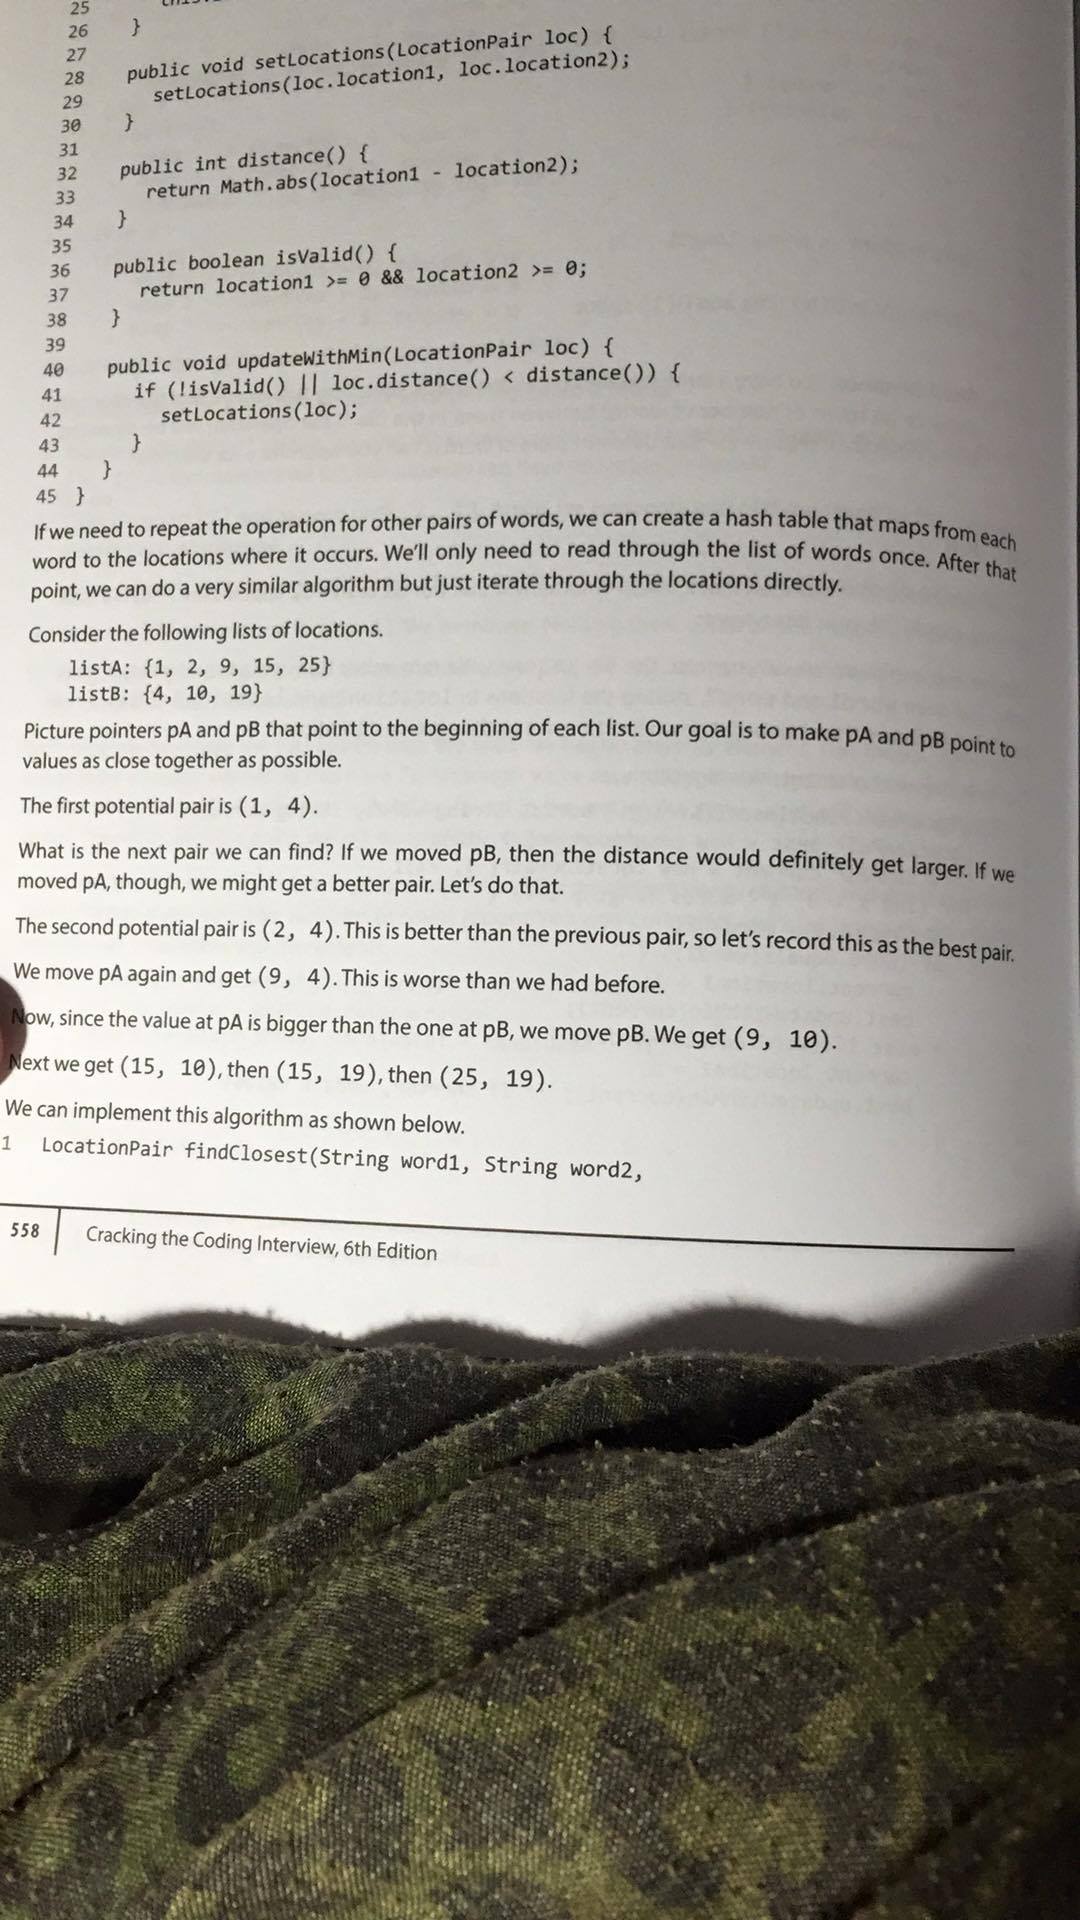 25
26 }
27
28 public void setLocations(LocationPair loc) {
29 setLocations(loc.location1, loc.location2);
30 }
31
32 public int distance() {
33 return Math.abs(location1 - location2);
34 }
35
36 public boolean isValid() {
37 return location1 >= 0 && location2 >= 0;
38 }
39
40 public void updateWithMin(LocationPair loc) {
41 if (!isValid() || loc.distance() < distance()) {
42 setLocations(loc);
43 }
44 }
45 }
If we need to repeat the operation for other pairs of words, we can create a hash table that maps from each
word to the locations where it occurs. We'll only need to read through the list of words once. After that
point, we can do a very similar algorithm but just iterate through the locations directly.
Consider the following lists of locations.
listA: {1, 2, 9, 15, 25}
listB: {4, 10, 19}
Picture pointers pA and pB that point to the beginning of each list. Our goal is to make pA and pB point to
values as close together as possible.
The first potential pair is (1, 4).
What is the next pair we can find? If we moved pB, then the distance would definitely get larger. If we
moved pA, though, we might get a better pair. Let's do that.
The second potential pair is (2, 4). This is better than the previous pair, so let's record this as the best pair.
We move pA again and get (9, 4). This is worse than we had before.
Now, since the value at pA is bigger than the one at pB, we move pB. We get (9, 10).
Next we get (15, 10), then (15, 19), then (25, 19).
We can implement this algorithm as shown below.
1 LocationPair findClosest(String word1, String word2,
558 Cracking the Coding Interview, 6th Edition